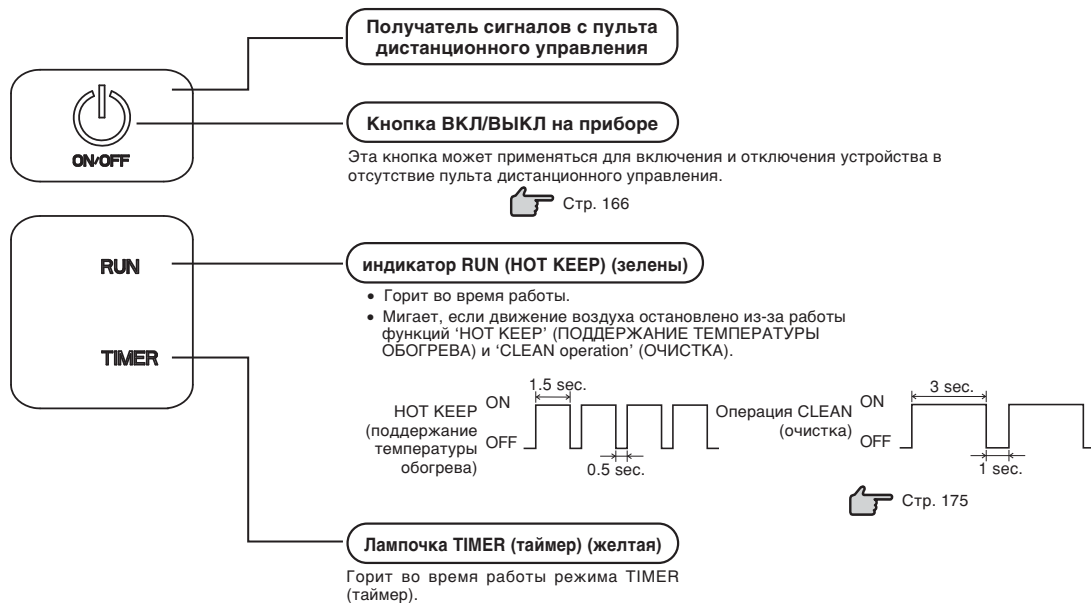 Получатель сигналов с пульта
дистанционного управления
ON/OFF
Кнопка ВКЛ/ВЫКЛ на приборе
Эта кнопка может применяться для включения и отключения устройства в
отсутствие пульта дистанционного управления.
Стр. 166
RUN
индикатор RUN (HOT KEEP) (зелены)
• Горит во время работы.
• Мигает, если движение воздуха остановлено из-за работы
функций ‘HOT KEEP’ (ПОДДЕРЖАНИЕ ТЕМПЕРАТУРЫ
ОБОГРЕВА) и ‘CLEAN operation’ (ОЧИСТКА).
TIMER
HOT KEEP
(поддержание
температуры
обогрева)
ON
OFF
1.5 sec.
0.5 sec.
Операция CLEAN
(очистка)
ON
OFF
3 sec.
1 sec.
Стр. 175
Лампочка TIMER (таймер) (желтая)
Горит во время работы режима TIMER
(таймер).